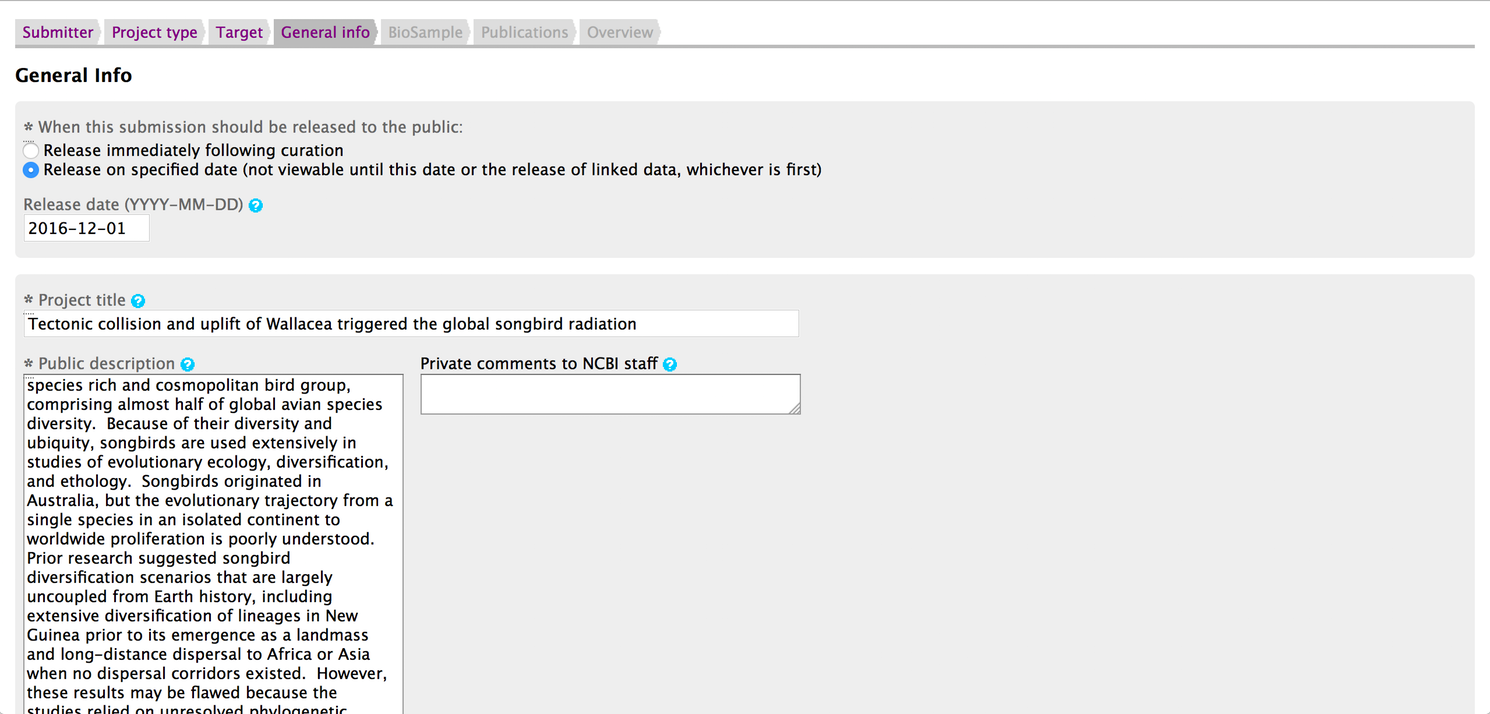 Submitter Project type Target General info BioSample Publications Overview
General Info
* When this submission should be released to the public:
Release immediately following curation
Release on specified date (not viewable until this date or the release of linked data, whichever is first)
Release date (YYYY-MM-DD) ?
2016-12-01
* Project title ?
Tectonic collision and uplift of Wallacea triggered the global songbird radiation
* Public description ?
species rich and cosmopolitan bird group,
comprising almost half of global avian species
diversity.  Because of their diversity and
ubiquity, songbirds are used extensively in
studies of evolutionary ecology, diversification,
and ethology.  Songbirds originated in
Australia, but the evolutionary trajectory from a
single species in an isolated continent to
worldwide proliferation is poorly understood.
Prior research suggested songbird
diversification scenarios that are largely
uncoupled from Earth history, including
extensive diversification of lineages in New
Guinea prior to its emergence as a landmass
and long-distance dispersal to Africa or Asia
when no dispersal corridors existed.  However,
these results may be flawed because the
studies relied on unresolved phylogenetic
Private comments to NCBI staff ?